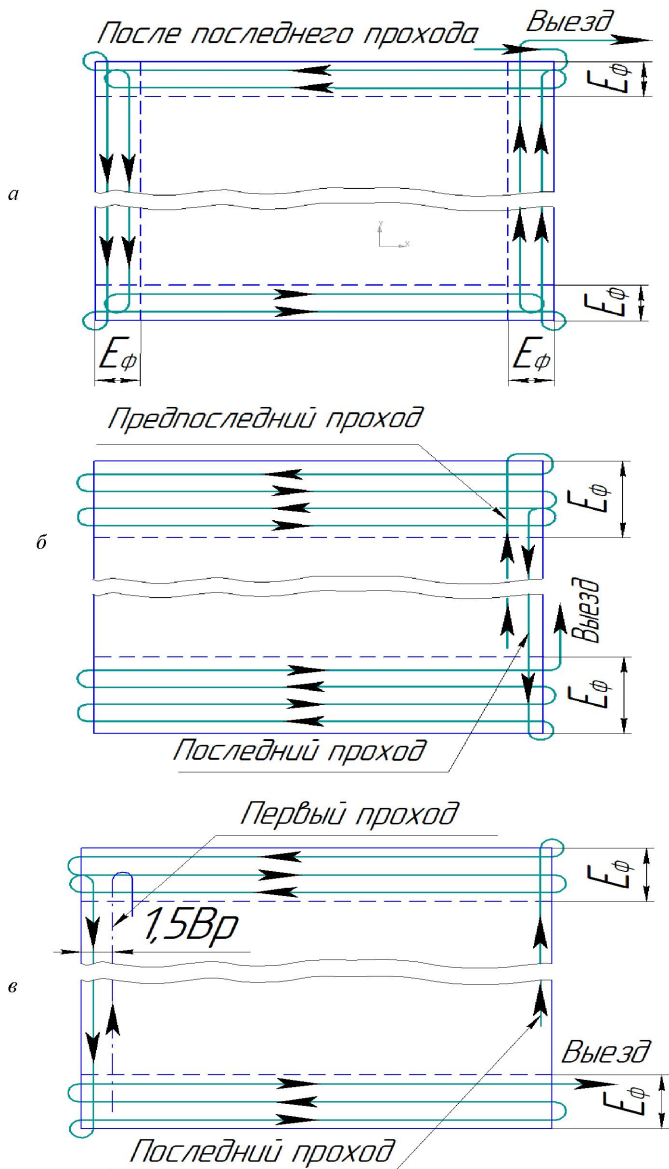 После последнего прохода
Выезд
Eф
а
Y
X
Eф
Eф
Eф
Предпоследний проход
Eф
б
Выезд
Eф
Последний проход
Первый проход
Eф
1,5Вр
в
Выезд
Eф
Последний проход